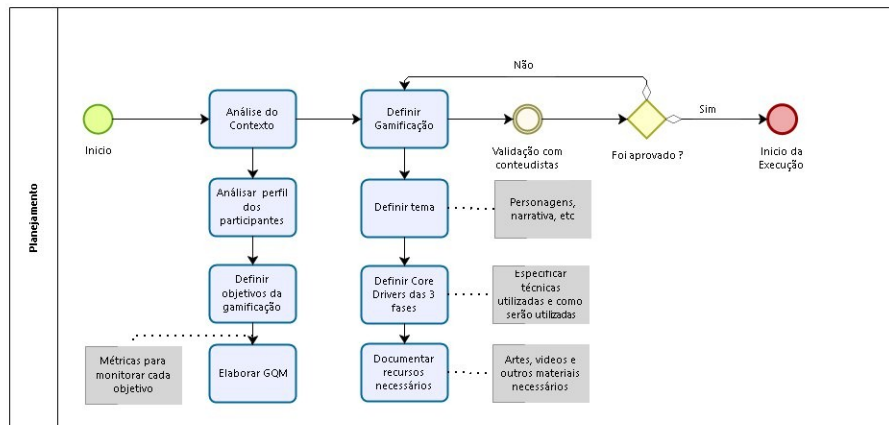 Planejamento
Inicio
Análise do
Contexto
Análisar perfil
dos
participantes
Definir
objetivos da
gamificação
Métricas para
monitorar cada
objetivo
Elaborar GQM
Definir
Gamificação
Definir tema
Personagens,
narrativa, etc
Definir Core
Drivers das 3
fases
Especificar
técnicas
utilizadas e como
serão utilizadas
Documentar
recursos
necessários
Artes, videos e
outros materiais
necessários
Validação com
conteudistas
Não
Foi aprovado ?
Sim
Inicio da
Execução